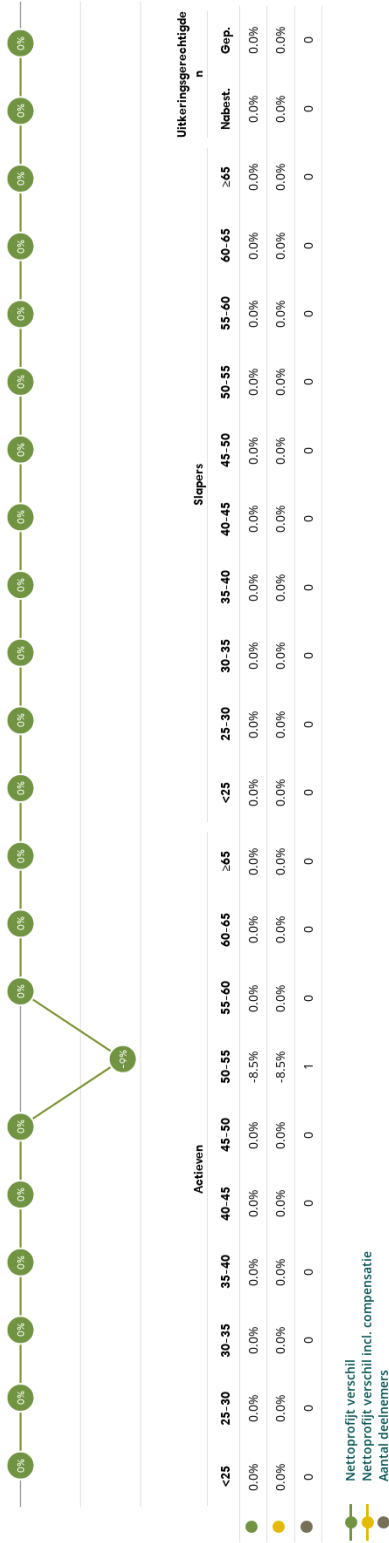 0% 0% 0% 0% 0% 0% -9% 0% 0% 0% 0% 0% 0% 0% 0% 0% 0% 0% 0% 0% 0% 0%
Actieven Slapers Uitkeringsgerechtigde
n
<25 25-30 30-35 35-40 40-45 45-50 50-55 55-60 60-65 ≥65 <25 25-30 30-35 35-40 40-45 45-50 50-55 55-60 60-65 ≥65 Nabest. Gep.
0.0% 0.0% 0.0% 0.0% 0.0% 0.0% -8.5% 0.0% 0.0% 0.0% 0.0% 0.0% 0.0% 0.0% 0.0% 0.0% 0.0% 0.0% 0.0% 0.0% 0.0% 0.0%
0.0% 0.0% 0.0% 0.0% 0.0% 0.0% -8.5% 0.0% 0.0% 0.0% 0.0% 0.0% 0.0% 0.0% 0.0% 0.0% 0.0% 0.0% 0.0% 0.0% 0.0% 0.0%
0 0 0 0 0 0 1 0 0 0 0 0 0 0 0 0 0 0 0 0 0 0
Nettoprofijt verschil
Nettoprofijt verschil incl. compensatie
Aantal deelnemers